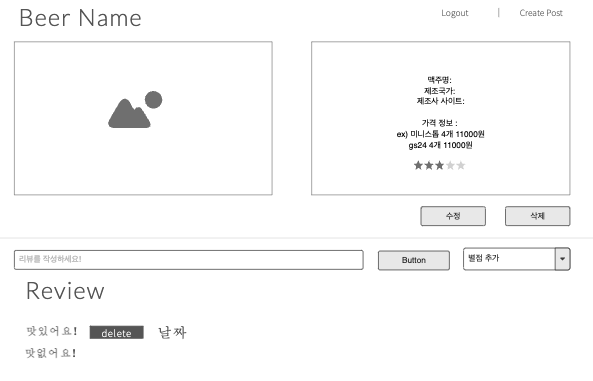 Beer Name
Logout | Create Post
맥주명:
제조국가:
제조사 사이트:
가격 정보 :
ex) 미니스톱 4개 11000원
gs24 4개 11000원
수정 삭제
리뷰를 작성하세요! Button 별점 추가
Review
맛있어요! delete 날짜
맛없어요!